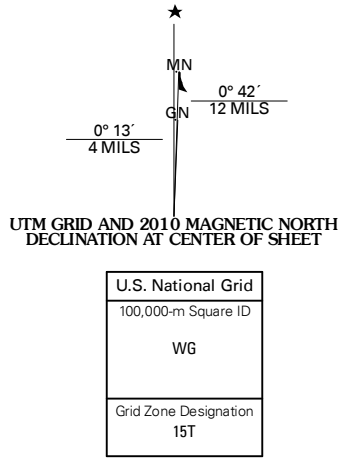 ★
MN
0° 42´
12 MILS
GN
0° 13´
4 MILS
UTM GRID AND 2010 MAGNETIC NORTH
DECLINATION AT CENTER OF SHEET
U.S. National Grid
100,000-m Square ID
WG
Grid Zone Designation
15T